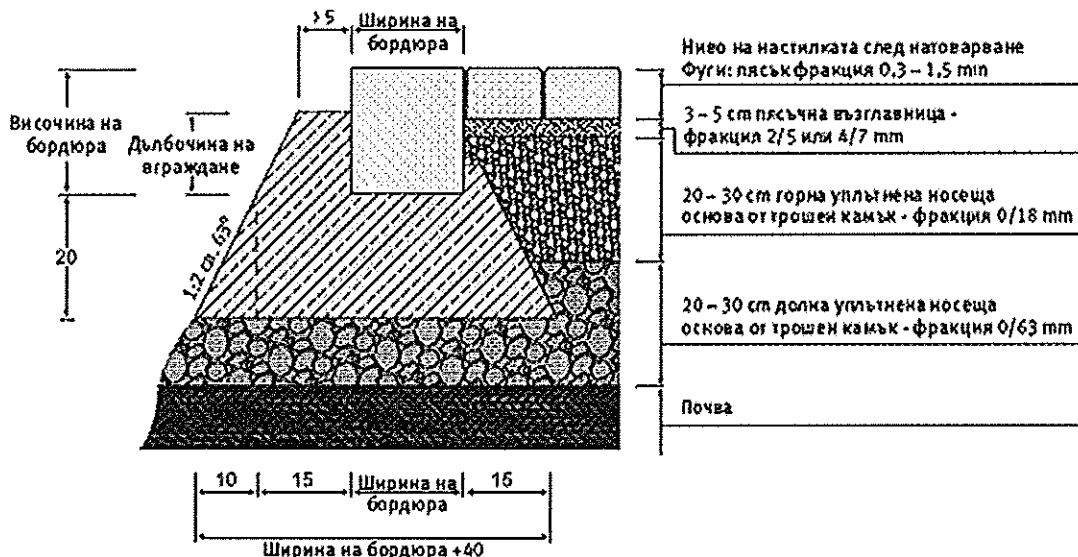 >5
Ширина на
бордюра
Ниво на настилката след натоварване
Фуги: пясък фракция 0,3 – 1,5 mm
Височина на
бордюра
Дълбочина на
вграждане
3 – 5 cm пясъчна възглавница -
фракция 2/5 или 4/7 mm
20 – 30 cm горна уплътнена носеща
основа от трошен камък - фракция 0/18 mm
20
1:2 ca. 63°
20 – 30 cm долна уплътнена носеща
основа от трошен камък - фракция 0/63 mm
Почва
10
15
Ширина на
бордюра
15
Ширина на бордюра +40